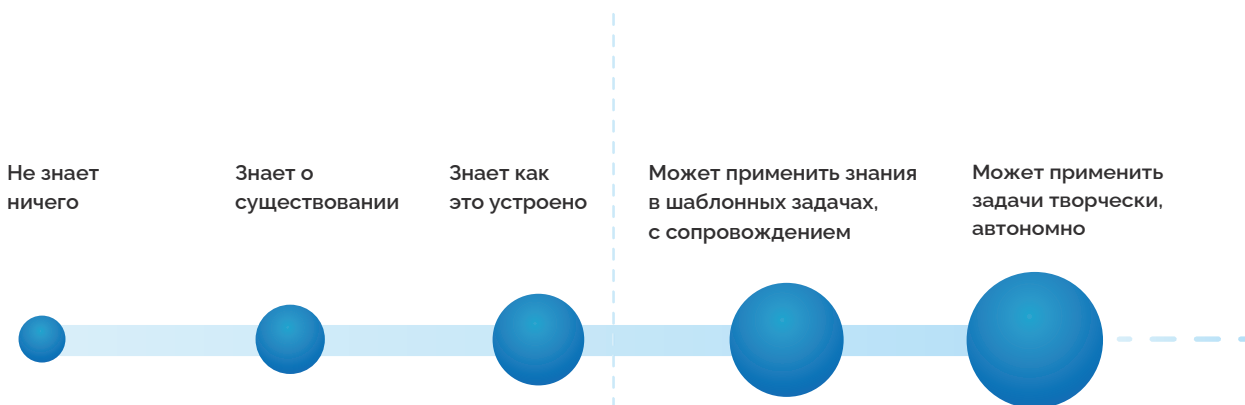 Не знает
ничего
Знает о
существовании
Знает как
это устроено
Может применить знания
в шаблонных задачах,
с сопровождением
Может применить
задачи творчески,
автономно